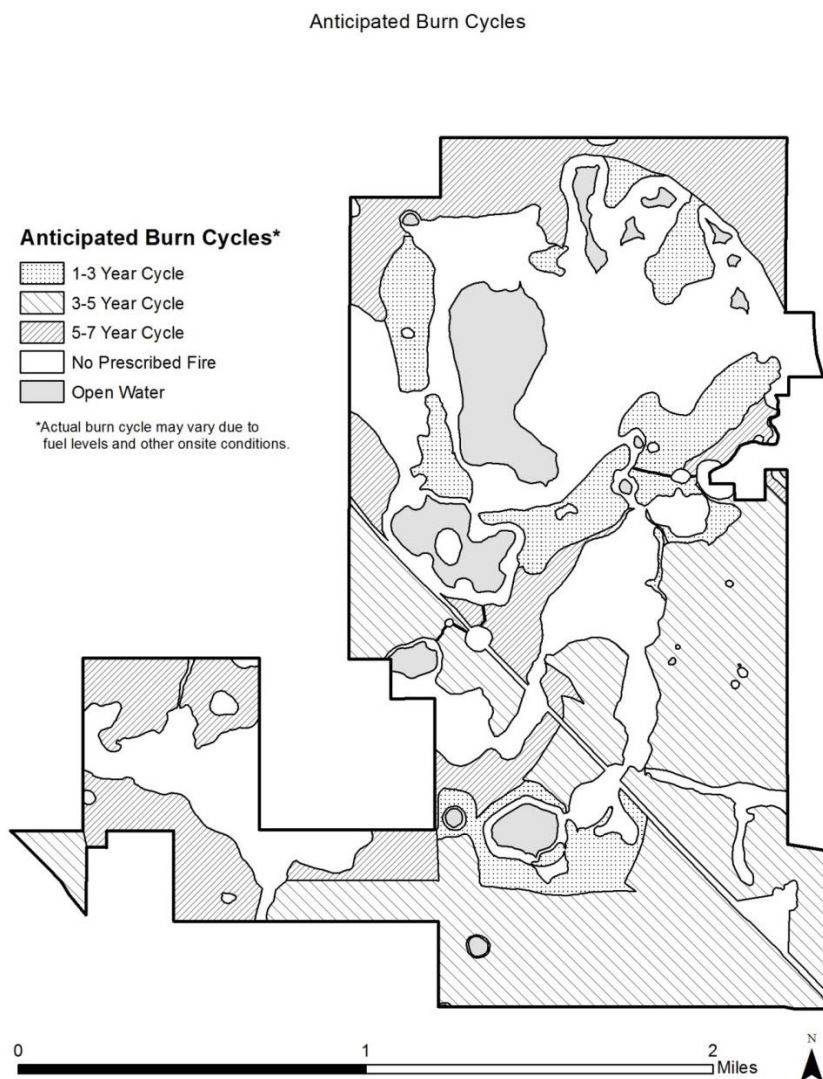 Anticipated Burn Cycles
Anticipated Burn Cycles*
1-3 Year Cycle
3-5 Year Cycle
5-7 Year Cycle
No Prescribed Fire
Open Water
*Actual burn cycle may vary due to
fuel levels and other onsite conditions.
0 1 2
Miles
N